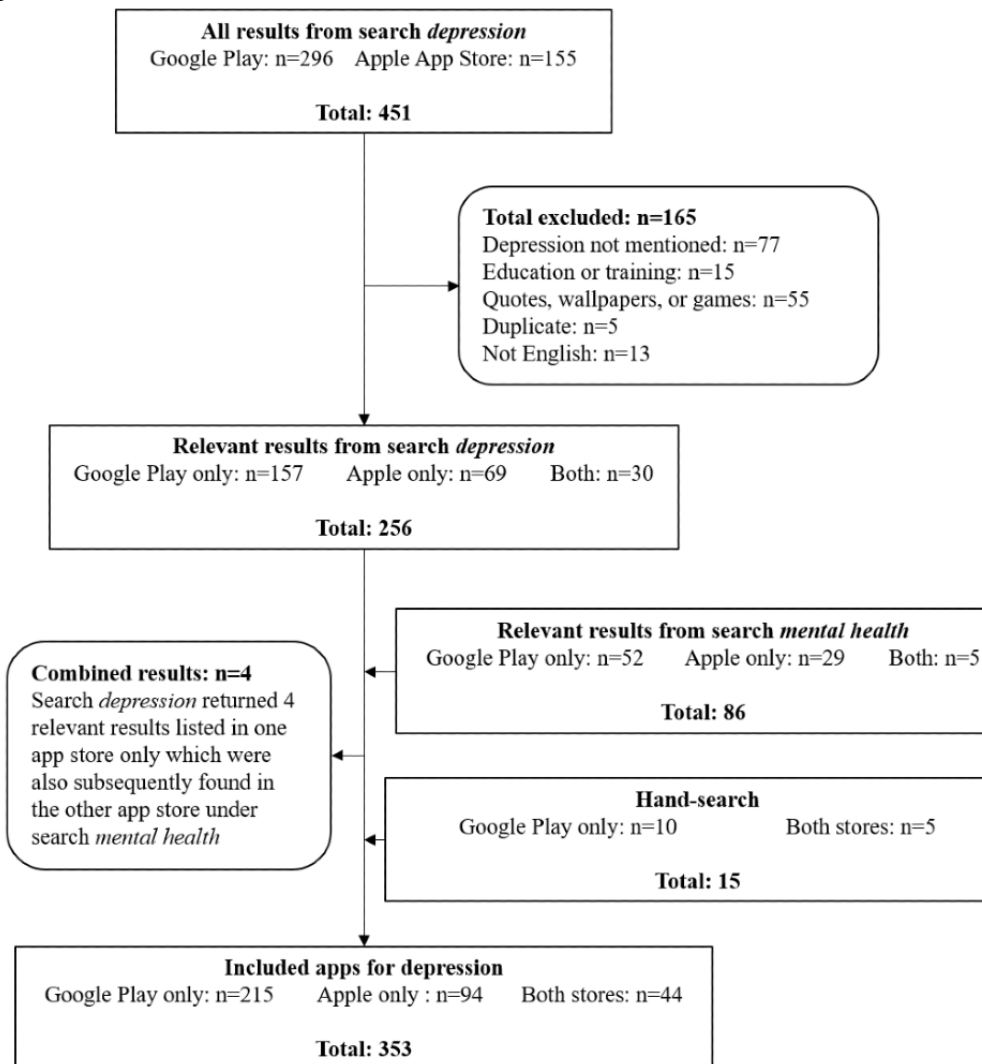 All results from search depression
Google Play: n=296 Apple App Store: n=155
Total: 451
Total excluded: n=165
Depression not mentioned: n=77
Education or training: n=15
Quotes, wallpapers, or games: n=55
Duplicate: n=5
Not English: n=13
Relevant results from search depression
Google Play only: n=157 Apple only: n=69 Both: n=30
Total: 256
Relevant results from search mental health
Google Play only: n=52 Apple only: n=29 Both: n=5
Total: 86
Combined results: n=4
Search depression returned 4
relevant results listed in one
app store only which were
also subsequently found in
the other app store under
search mental health
Hand-search
Google Play only: n=10 Both stores: n=5
Total: 15
Included apps for depression
Google Play only: n=215 Apple only : n=94 Both stores: n=44
Total: 353